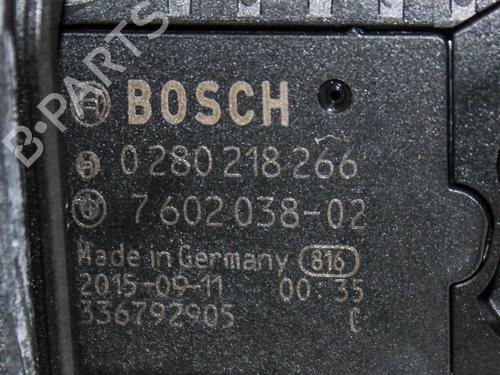 B-PARTS
BOSCH
0 280 218 266
7 602 038-02
Made in Germany 816
2015-09-11 00:35
336792905 C